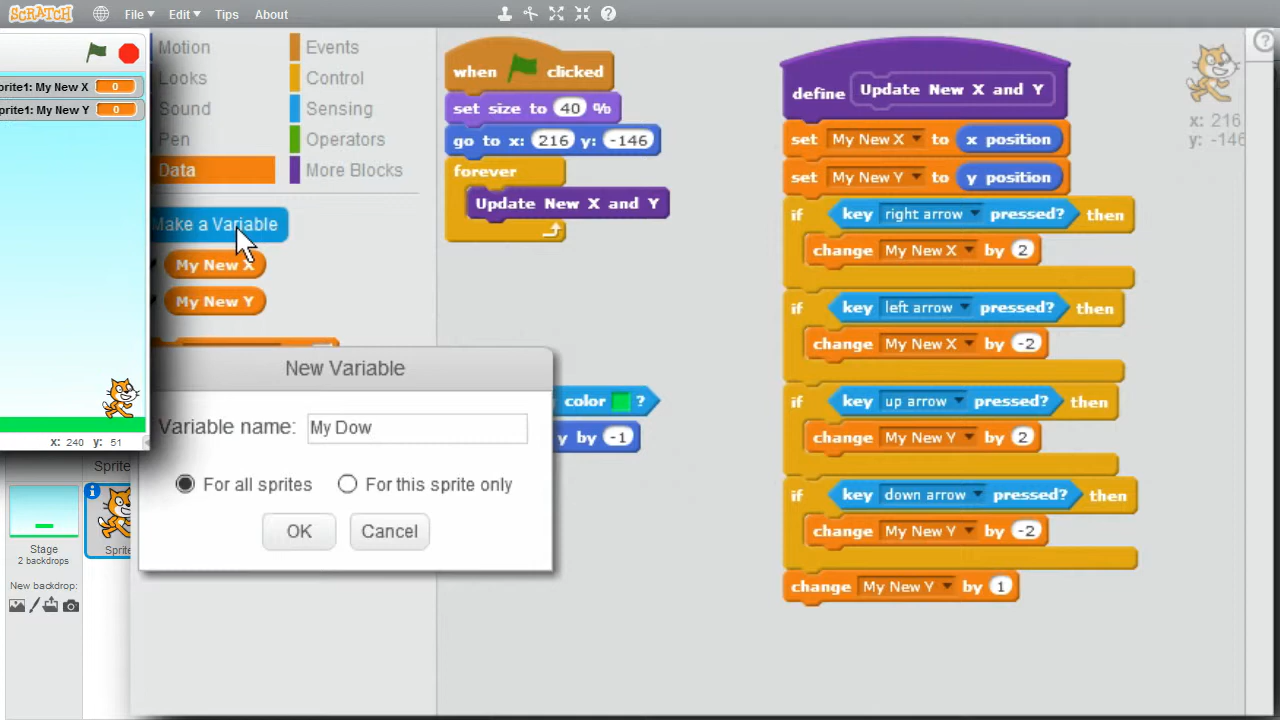 SCRATCH File Edit Tips About
prite1: My New X 0
prite1: My New Y 0
x: 240 y: 51
Sprite
Stage
2 backdrops
Sprite
New backdrop:
Motion Events
Looks Control
Sound Sensing
Pen Operators
Data More Blocks
Make a Variable
My New X
My New Y
New Variable
Variable name: My Dow
For all sprites For this sprite only
OK Cancel
when clicked
set size to 40 %
go to x: 216 y: -146
forever
Update New X and Y
color ?
y by -1
define Update New X and Y
set My New X to x position
set My New Y to y position
if key right arrow pressed? then
change My New X by 2
if key left arrow pressed? then
change My New X by -2
if key up arrow pressed? then
change My New Y by 2
if key down arrow pressed? then
change My New Y by -2
change My New Y by 1
x: 216
y: -146